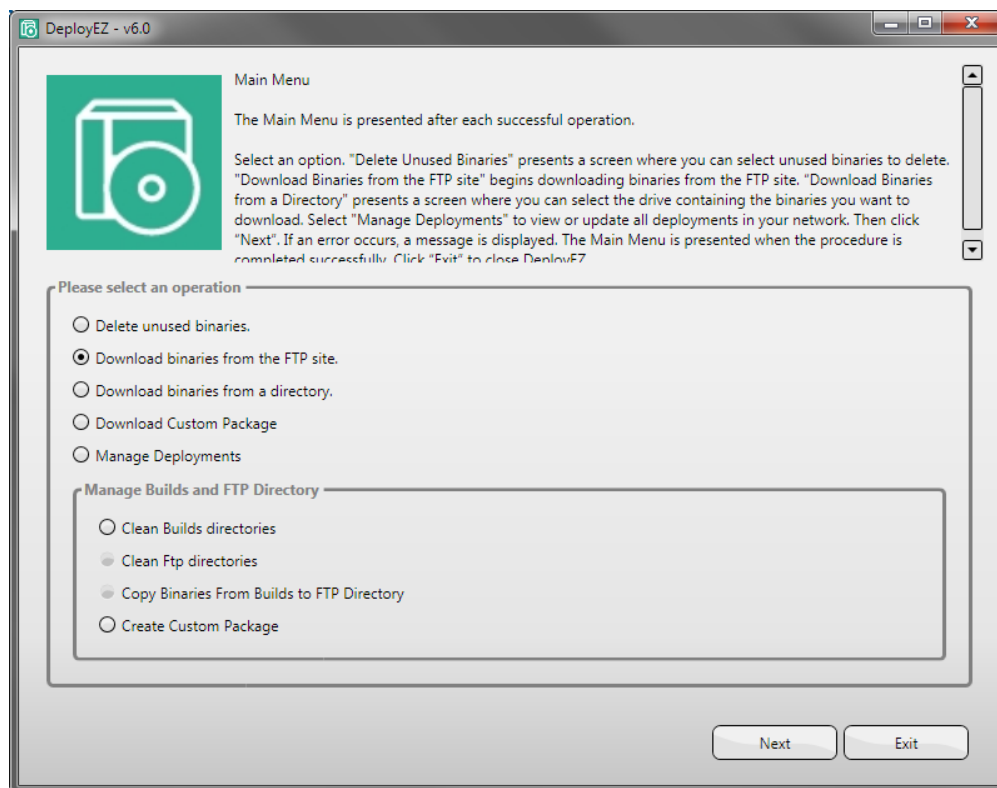 DeployEZ - v6.0
Main Menu
The Main Menu is presented after each successful operation.
Select an option. "Delete Unused Binaries" presents a screen where you can select unused binaries to delete.
"Download Binaries from the FTP site" begins downloading binaries from the FTP site. "Download Binaries
from a Directory" presents a screen where you can select the drive containing the binaries you want to
download. Select "Manage Deployments" to view or update all deployments in your network. Then click
"Next". If an error occurs, a message is displayed. The Main Menu is presented when the procedure is
completed successfully. Click "Exit" to close DeployEZ
Please select an operation
Delete unused binaries.
Download binaries from the FTP site.
Download binaries from a directory.
Download Custom Package
Manage Deployments
Manage Builds and FTP Directory
Clean Builds directories
Clean Ftp directories
Copy Binaries From Builds to FTP Directory
Create Custom Package
Next
Exit